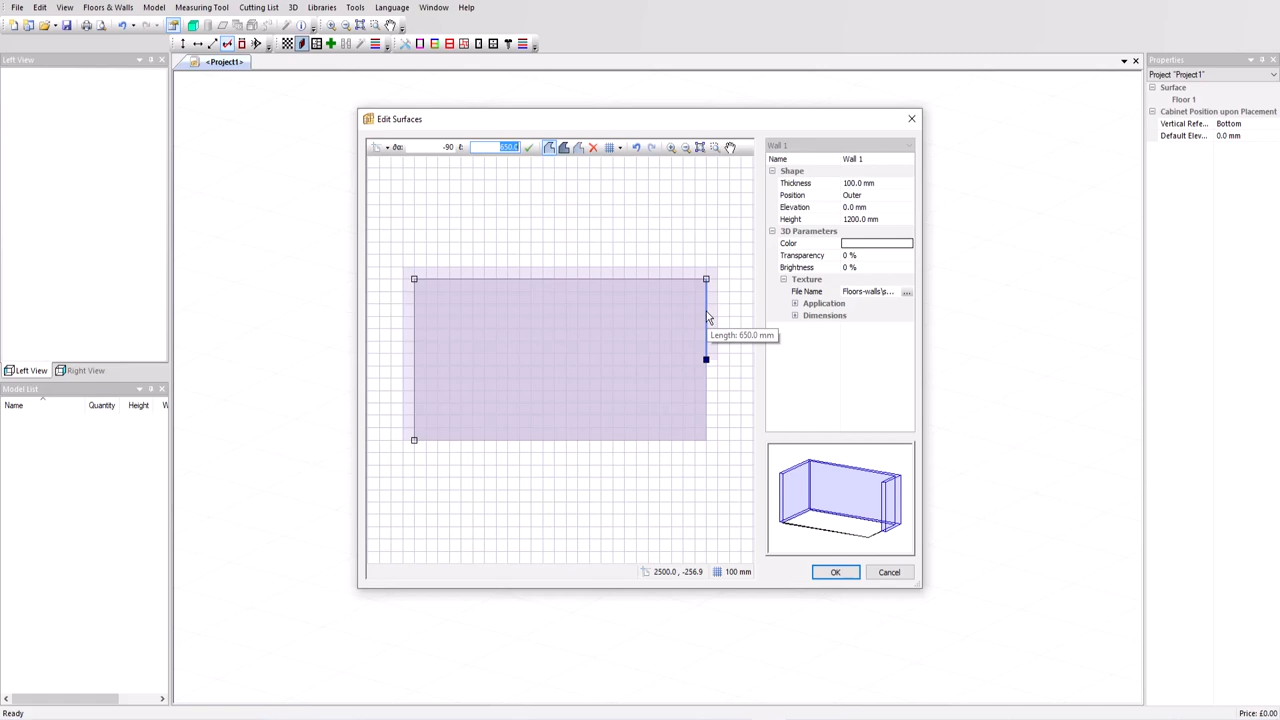 File Edit View Floors & Walls Model Measuring Tool Cutting List 3D Libraries Tools Language Window Help
Left View
<Project1>
Properties
Project "Project1"
Surface
Floor 1
Cabinet Position upon Placement
Vertical Refe... Bottom
Default Elev... 0.0 mm
Edit Surfaces
-90
650.0
Wall 1
Name Wall 1
Shape
Thickness 100.0 mm
Position Outer
Elevation 0.0 mm
Height 1200.0 mm
3D Parameters
Color
Transparency 0 %
Brightness 0 %
Texture
File Name Floors-walls\s...
Application
Dimensions
Length: 650.0 mm
Left View Right View
Model List
Name Quantity Height W
2500.0 , -256.9 100 mm
OK Cancel
Ready Price: £0.00